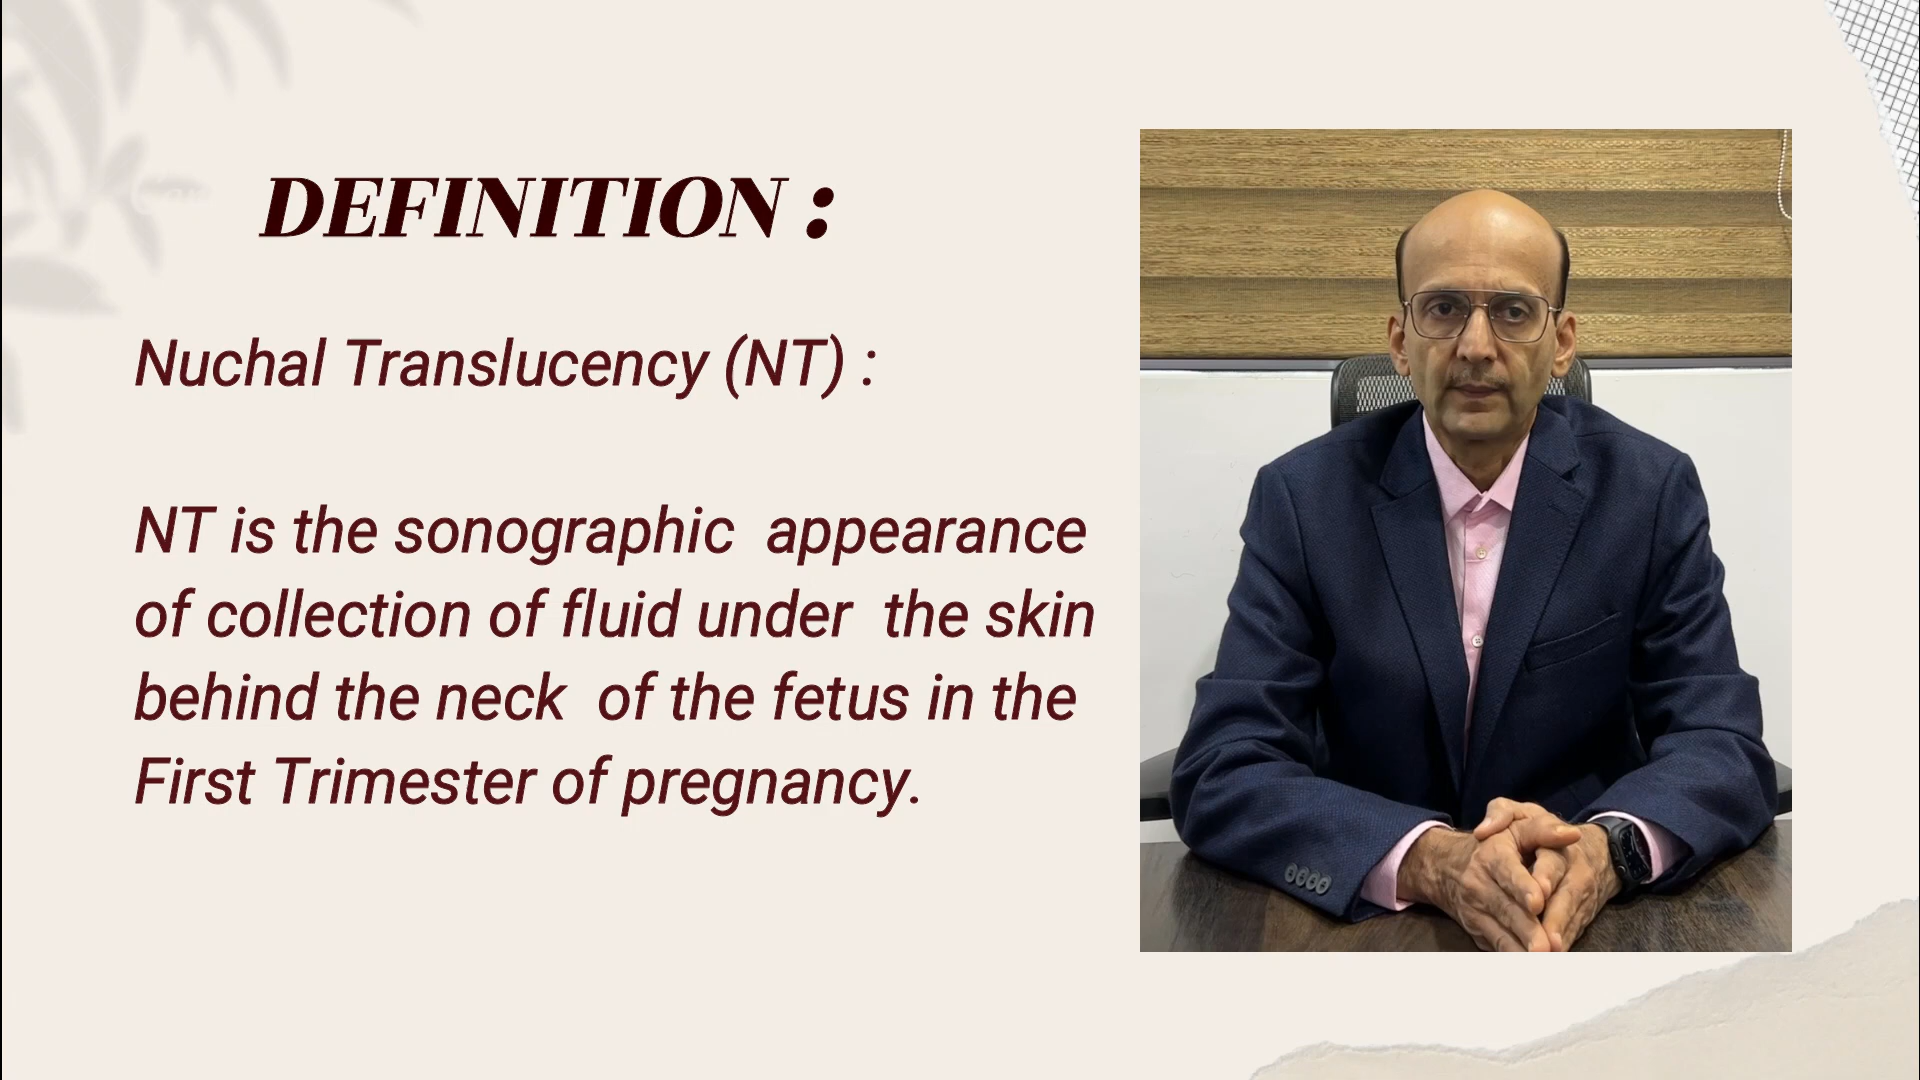 DEFINITION :
Nuchal Translucency (NT) :
NT is the sonographic appearance
of collection of fluid under the skin
behind the neck of the fetus in the
First Trimester of pregnancy.